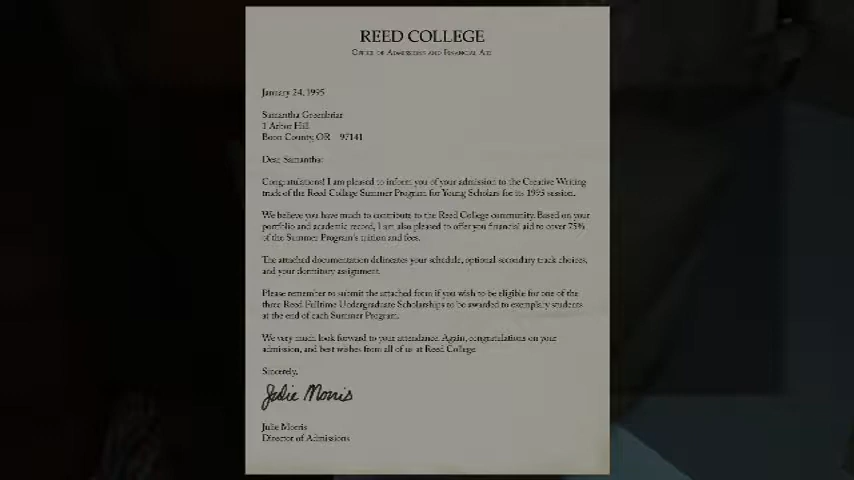 REED COLLEGE
OFFICE OF ADMISSIONS AND FINANCIAL AID
January 24, 1995
Samantha Greenbriar
1 Arbor Hill
Boon County, OR 97141
Dear Samantha:
Congratulations! I am pleased to inform you of your admission to the Creative Writing
track of the Reed College Summer Program for Young Scholars for its 1995 session.
We believe you have much to contribute to the Reed College community. Based on your
portfolio and academic record, I am also pleased to offer you financial aid to cover 75%
of the Summer Program's tuition and fees.
The attached documentation delineates your schedule, optional secondary track choices,
and your dormitory assignment.
Please remember to submit the attached form if you wish to be eligible for one of the
three Reed Fulltime Undergraduate Scholarships to be awarded to exemplary students
at the end of each Summer Program.
We very much look forward to your attendance. Again, congratulations on your
admission, and best wishes from all of us at Reed College.
Sincerely,
Julie Morris
Julie Morris
Director of Admissions